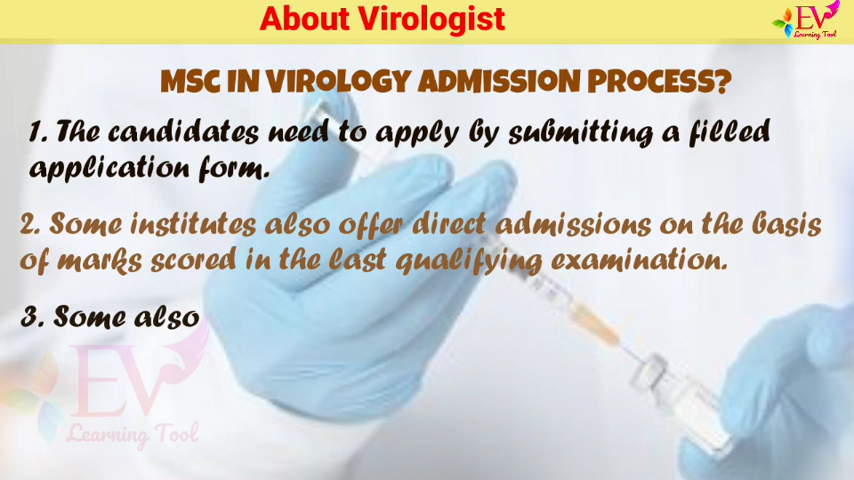 About Virologist
EV
Learning Tool
MSC IN VIROLOGY ADMISSION PROCESS?
1. The candidates need to apply by submitting a filled
application form.
2. Some institutes also offer direct admissions on the basis
of marks scored in the last qualifying examination.
3. Some also
EV
Learning Tool